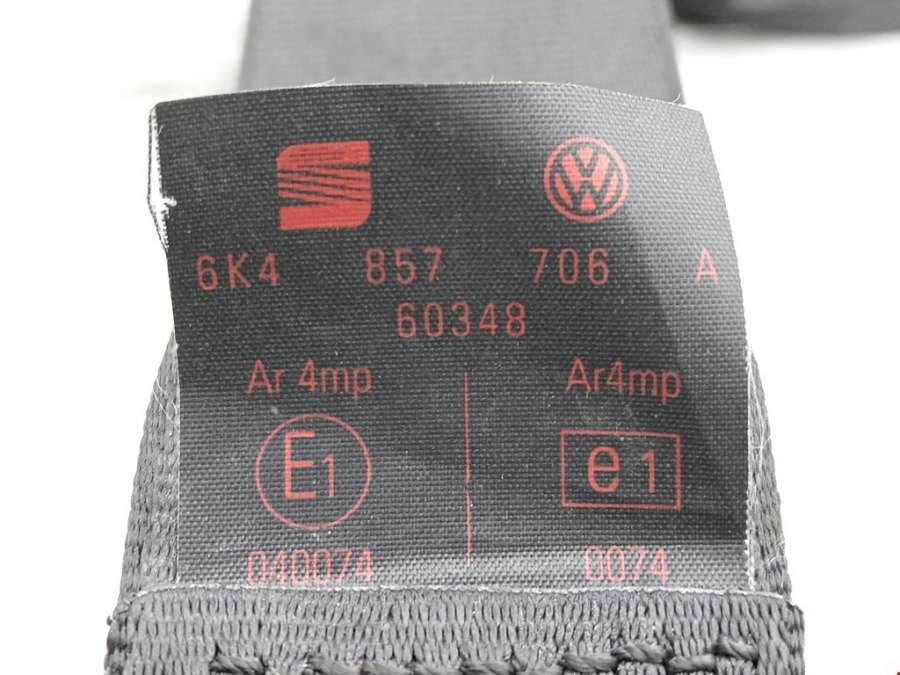 6K4 857 706 A
60348
Ar 4mp Ar4mp
E1 e1
040074 0074